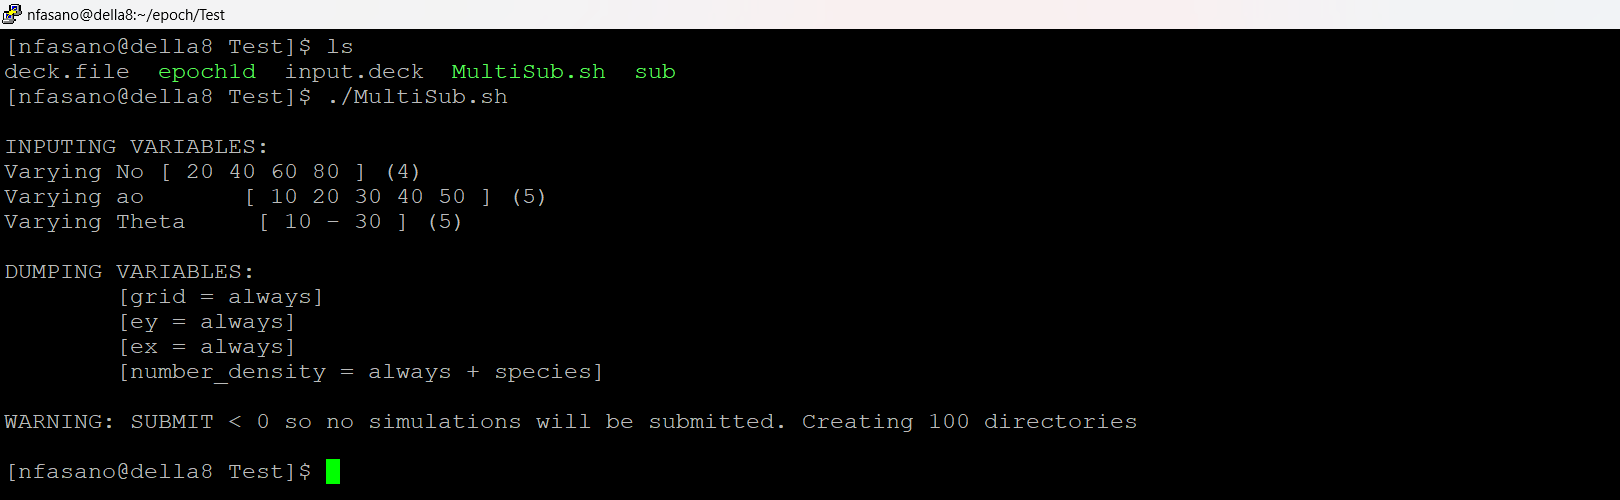 nfasano@della8:~/epoch/Test
[nfasano@della8 Test]$ ls
deck.file  epoch1d  input.deck  MultiSub.sh  sub
[nfasano@della8 Test]$ ./MultiSub.sh
INPUTING VARIABLES:
Varying No [ 20 40 60 80 ] (4)
Varying ao       [ 10 20 30 40 50 ] (5)
Varying Theta     [ 10 - 30 ] (5)
DUMPING VARIABLES:
        [grid = always]
        [ey = always]
        [ex = always]
        [number_density = always + species]
WARNING: SUBMIT < 0 so no simulations will be submitted. Creating 100 directories
[nfasano@della8 Test]$